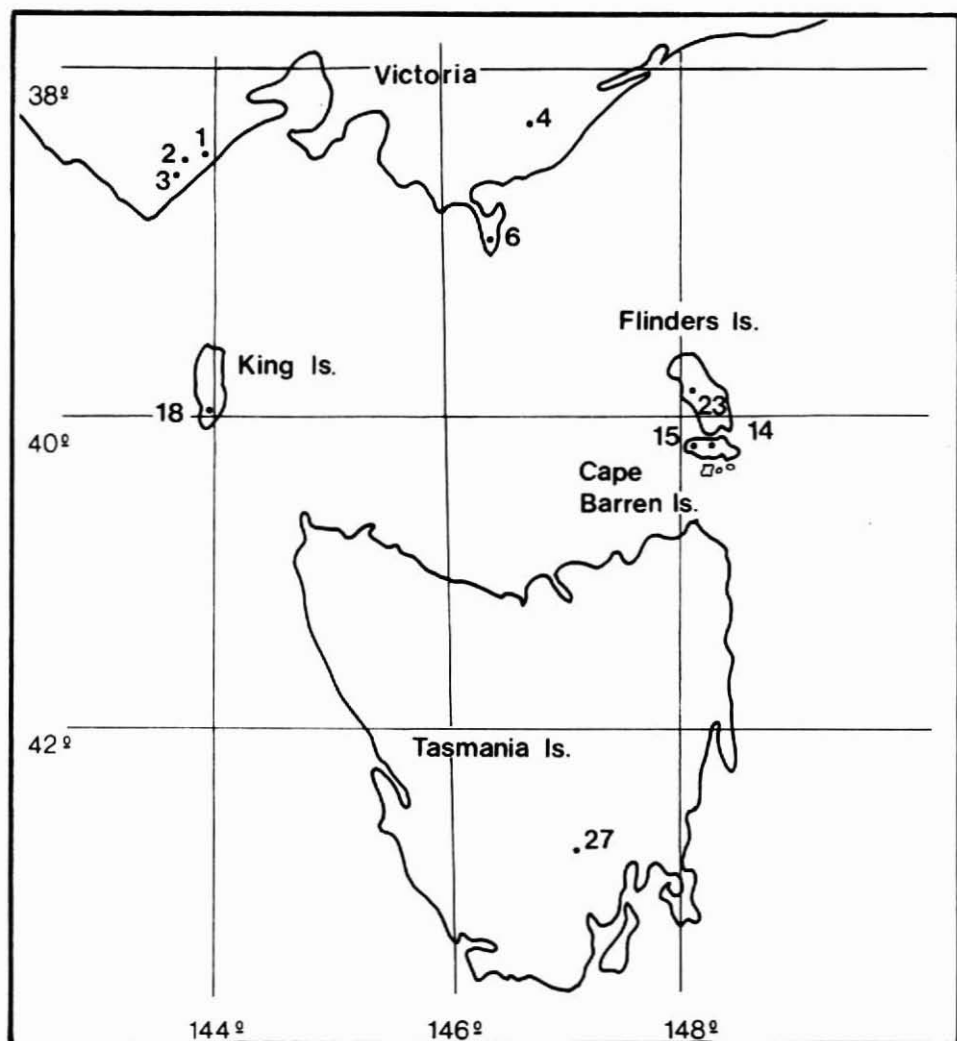 Victoria
38º
1
2
3
4
6
Flinders Is.
King Is.
18
23
14
15
40º
Cape
Barren Is.
42º
Tasmania Is.
27
144º
146º
148º